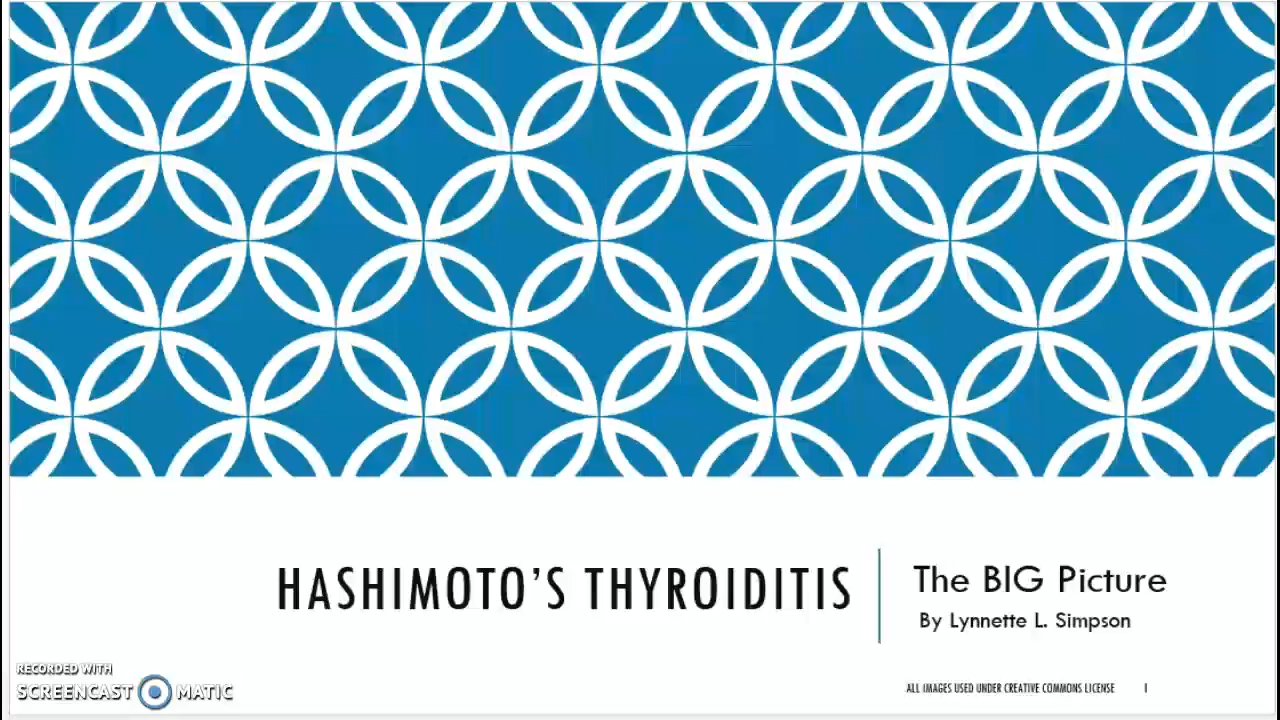 HASHIMOTO'S THYROIDITIS
The BIG Picture
By Lynnette L. Simpson
RECORDED WITH
SCREENCAST MATIC
ALL IMAGES USED UNDER CREATIVE COMMONS LICENSE 1